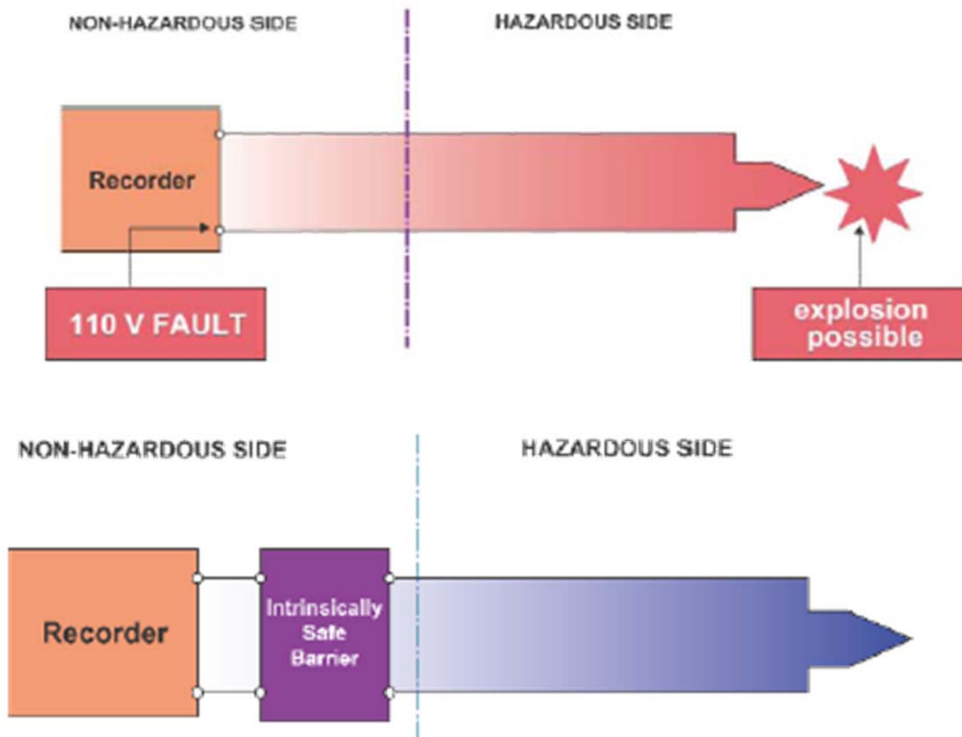 NON-HAZARDOUS SIDE
HAZARDOUS SIDE
Recorder
110 V FAULT
explosion
possible
NON-HAZARDOUS SIDE
HAZARDOUS SIDE
Recorder
Intrinsically
Safe
Barrier